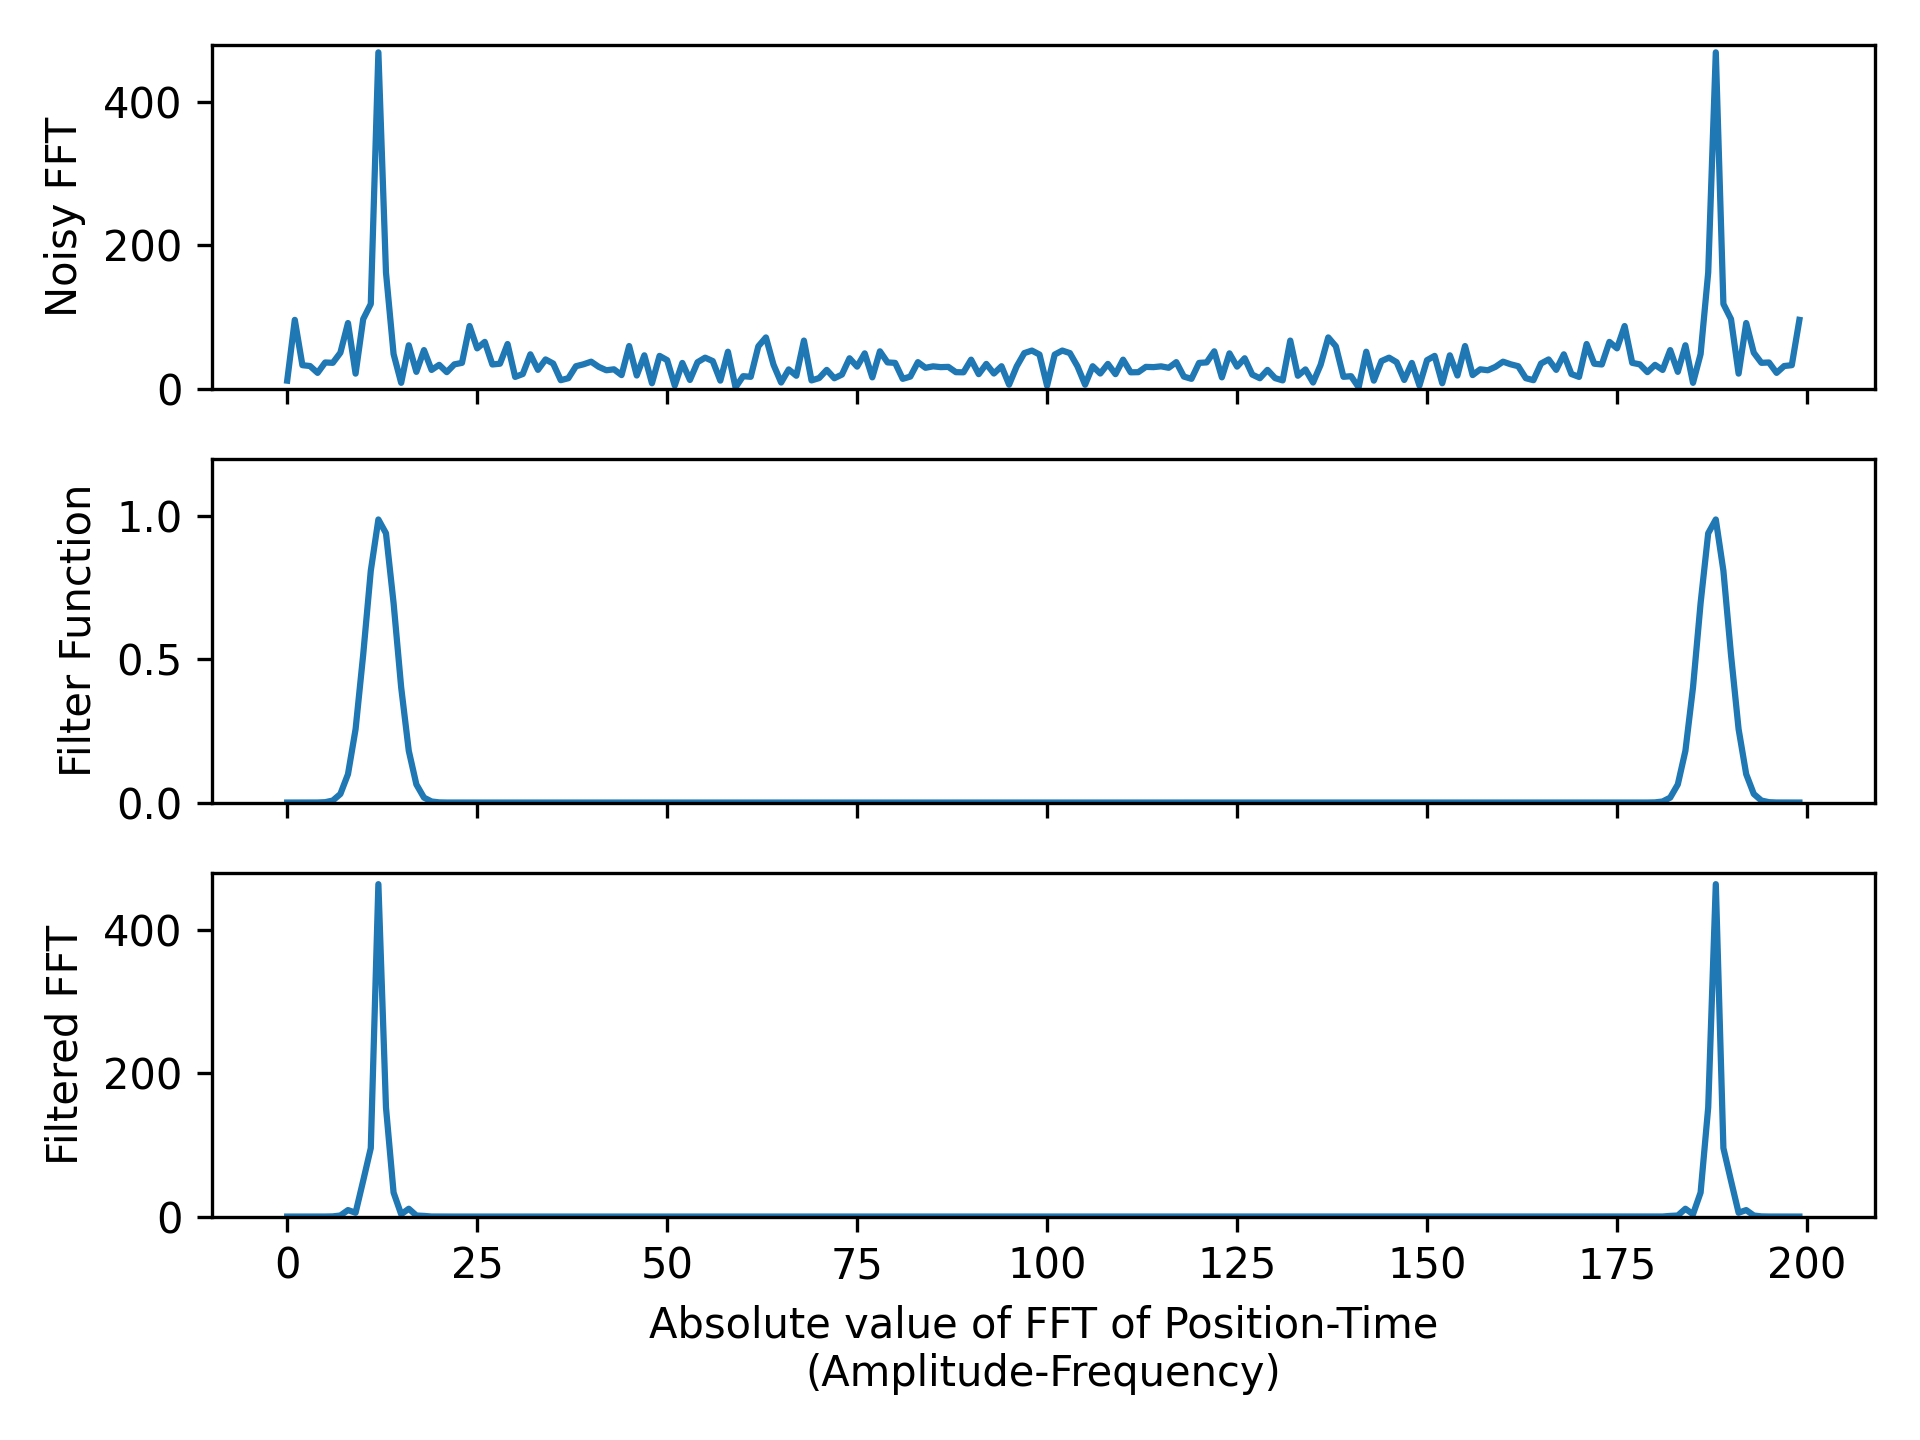 Noisy FFT
400
200
0
Filter Function
1.0
0.5
0.0
Filtered FFT
400
200
0
0 25 50 75 100 125 150 175 200
Absolute value of FFT of Position-Time
(Amplitude-Frequency)